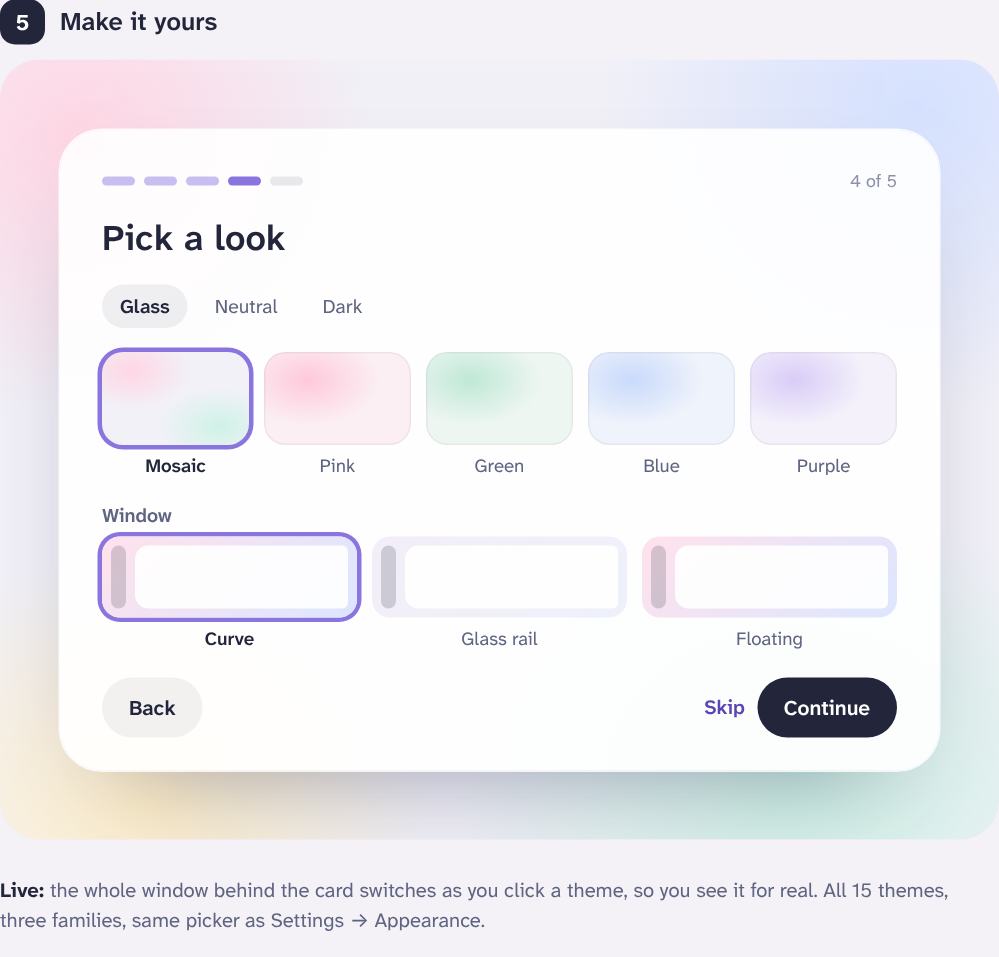 5 Make it yours
4 of 5
Pick a look
Glass Neutral Dark
Mosaic Pink Green Blue Purple
Window
Curve Glass rail Floating
Back Skip Continue
Live: the whole window behind the card switches as you click a theme, so you see it for real. All 15 themes,
three families, same picker as Settings → Appearance.